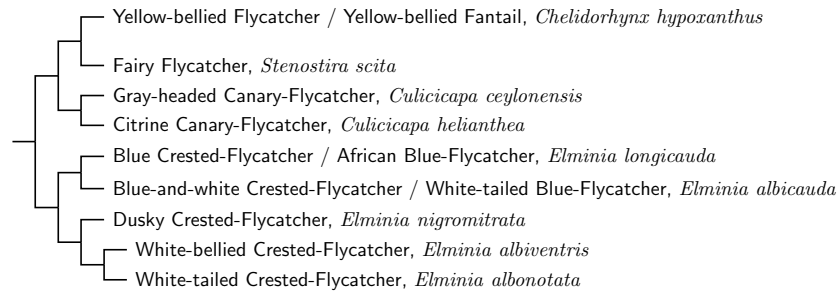 Yellow-bellied Flycatcher / Yellow-bellied Fantail, Chelidorhynx hypoxanthus
Fairy Flycatcher, Stenostira scita
Gray-headed Canary-Flycatcher, Culicicapa ceylonensis
Citrine Canary-Flycatcher, Culicicapa helianthea
Blue Crested-Flycatcher / African Blue-Flycatcher, Elminia longicauda
Blue-and-white Crested-Flycatcher / White-tailed Blue-Flycatcher, Elminia albicauda
Dusky Crested-Flycatcher, Elminia nigromitrata
White-bellied Crested-Flycatcher, Elminia albiventris
White-tailed Crested-Flycatcher, Elminia albonotata